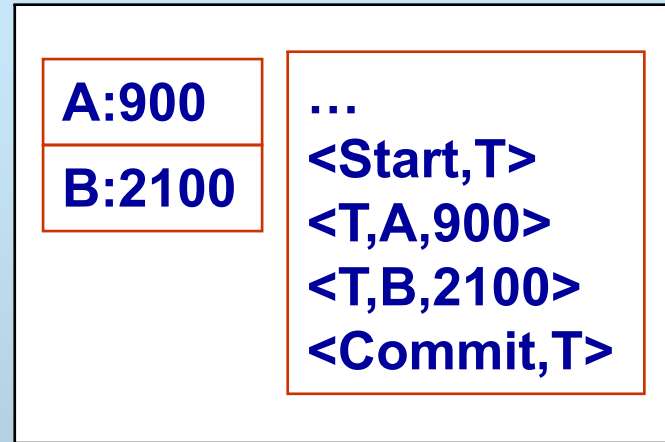 A:900
B:2100
…
<Start,T>
<T,A,900>
<T,B,2100>
<Commit,T>